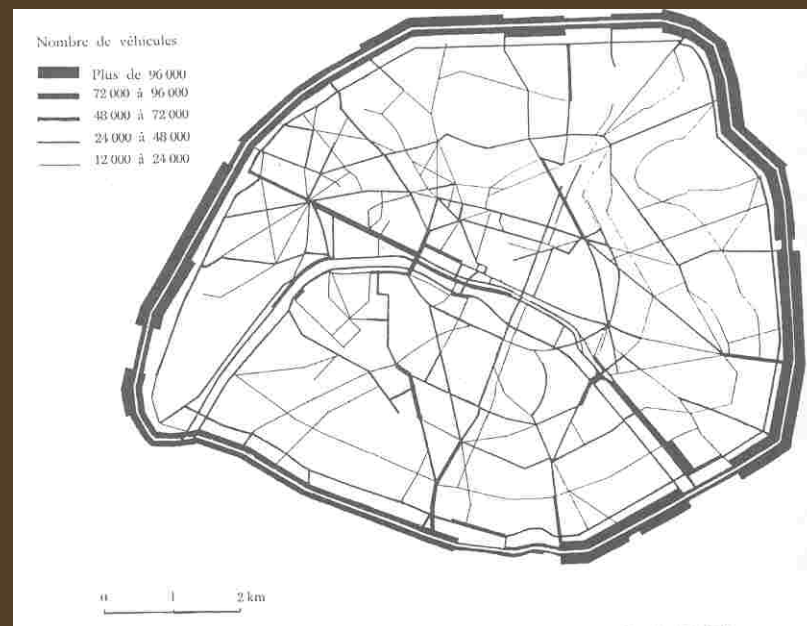 Nombre de véhicules
Plus de 96 000
72 000 à 96 000
48 000 à 72 000
24 000 à 48 000
12 000 à 24 000
0 1 2 km